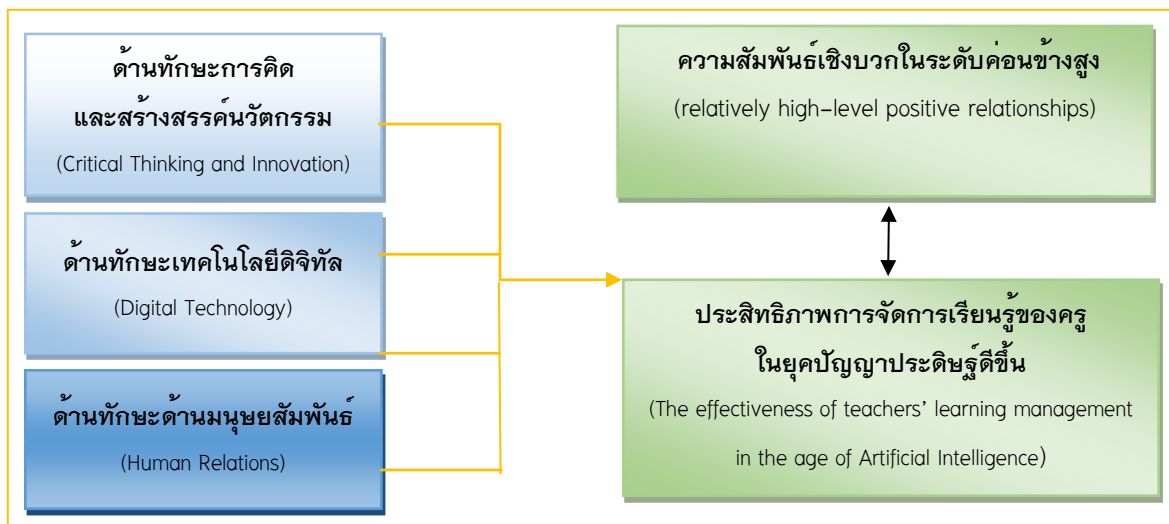 ด้านทักษะการคิด
และสร้างสรรค์นวัตกรรม
(Critical Thinking and Innovation)
ด้านทักษะเทคโนโลยีดิจิทัล
(Digital Technology)
ด้านทักษะด้านมนุษยสัมพันธ์
(Human Relations)
ความสัมพันธ์เชิงบวกในระดับค่อนข้างสูง
(relatively high-level positive relationships)
ประสิทธิภาพการจัดการเรียนรู้ของครู
ในยุคปัญญาประดิษฐ์ดีขึ้น
(The effectiveness of teachers’ learning management
in the age of Artificial Intelligence)